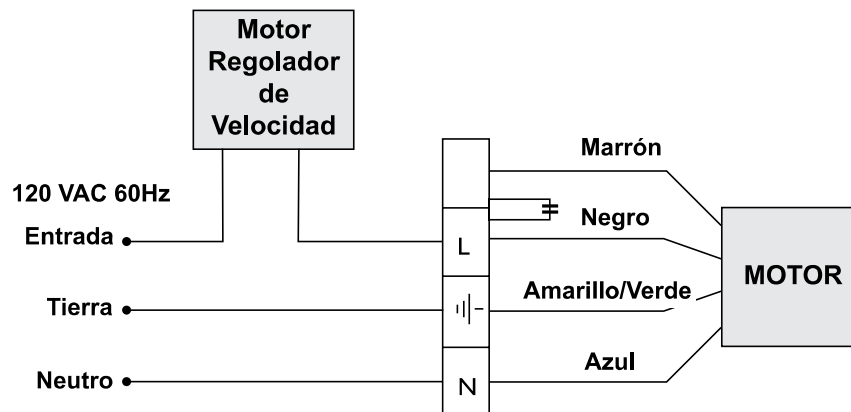 Motor
Regolador
de
Velocidad
120 VAC 60Hz
Entrada
Tierra
Neutro
L
N
Marrón
Negro
Amarillo/Verde
Azul
MOTOR